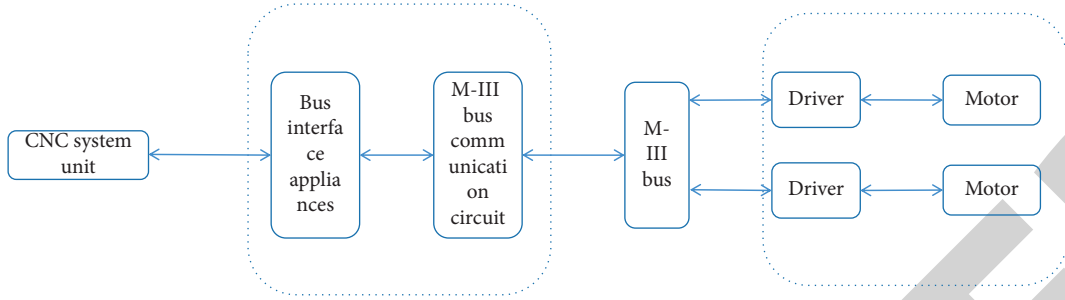 CNC system
unit
Bus
interfa
ce
applia
nces
M-III
bus
comm
unicati
on
circuit
M-
III
bus
Driver
Motor
Driver
Motor